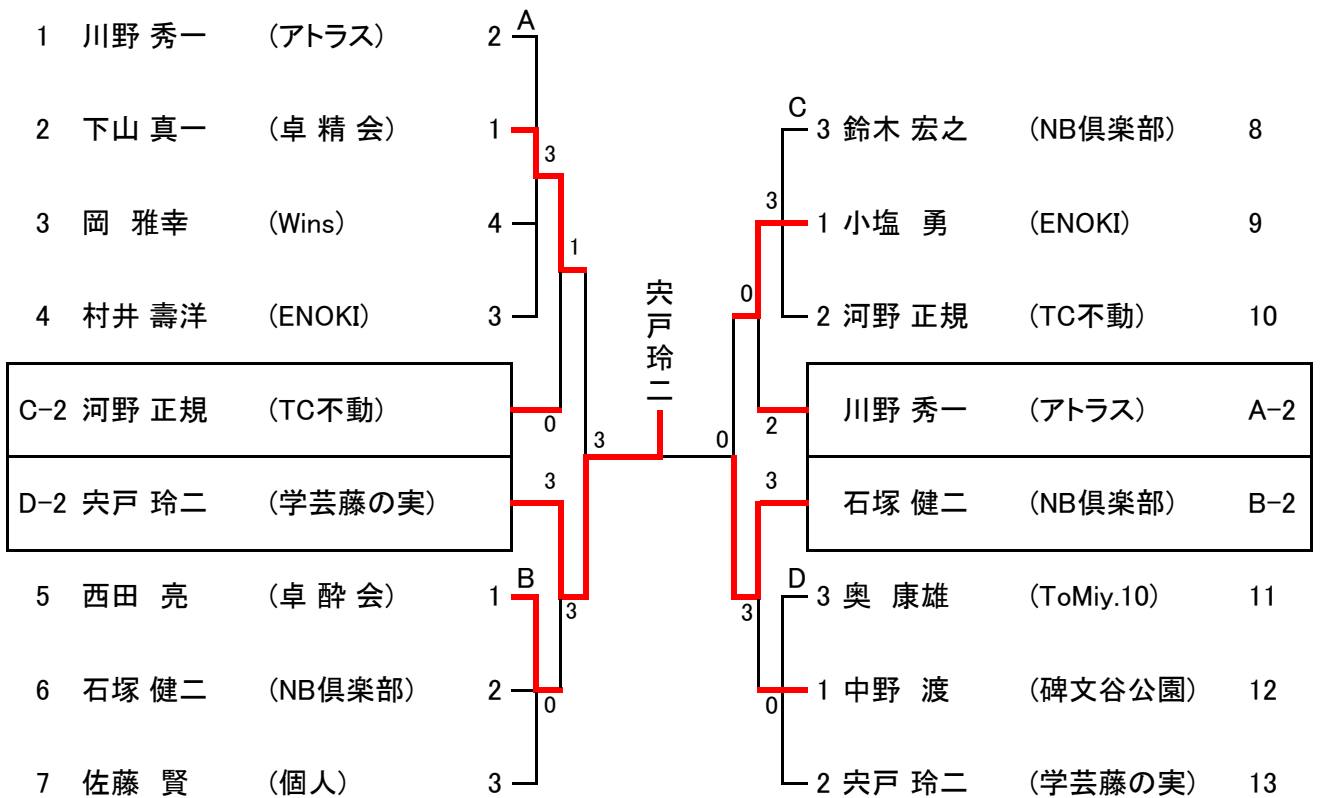 A
1 川野 秀一 (アトラス) 2
2 下山 真一 (卓 精 会) 1
3
3 岡 雅幸 (Wins) 4
1
4 村井 壽洋 (ENOKI) 3
C-2 河野 正規 (TC不動)
0
3
D-2 宍戸 玲二 (学芸藤の実)
3
B
5 西田 亮 (卓 酔 会) 1
3
6 石塚 健二 (NB倶楽部) 2
0
7 佐藤 賢 (個人) 3
宍戸玲二
C
3 鈴木 宏之 (NB倶楽部) 8
3
1 小塩 勇 (ENOKI) 9
0
2 河野 正規 (TC不動) 10
川野 秀一 (アトラス) A-2
2
0
3
石塚 健二 (NB倶楽部) B-2
D
3 奥 康雄 (ToMiy.10) 11
3
1 中野 渡 (碑文谷公園) 12
0
2 宍戸 玲二 (学芸藤の実) 13